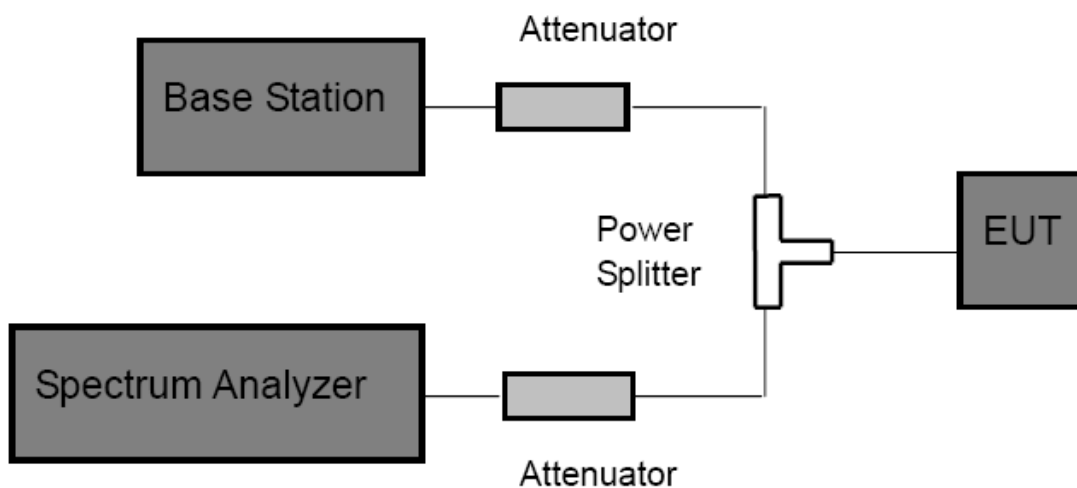 Attenuator
Base Station
Power
Splitter
EUT
Spectrum Analyzer
Attenuator